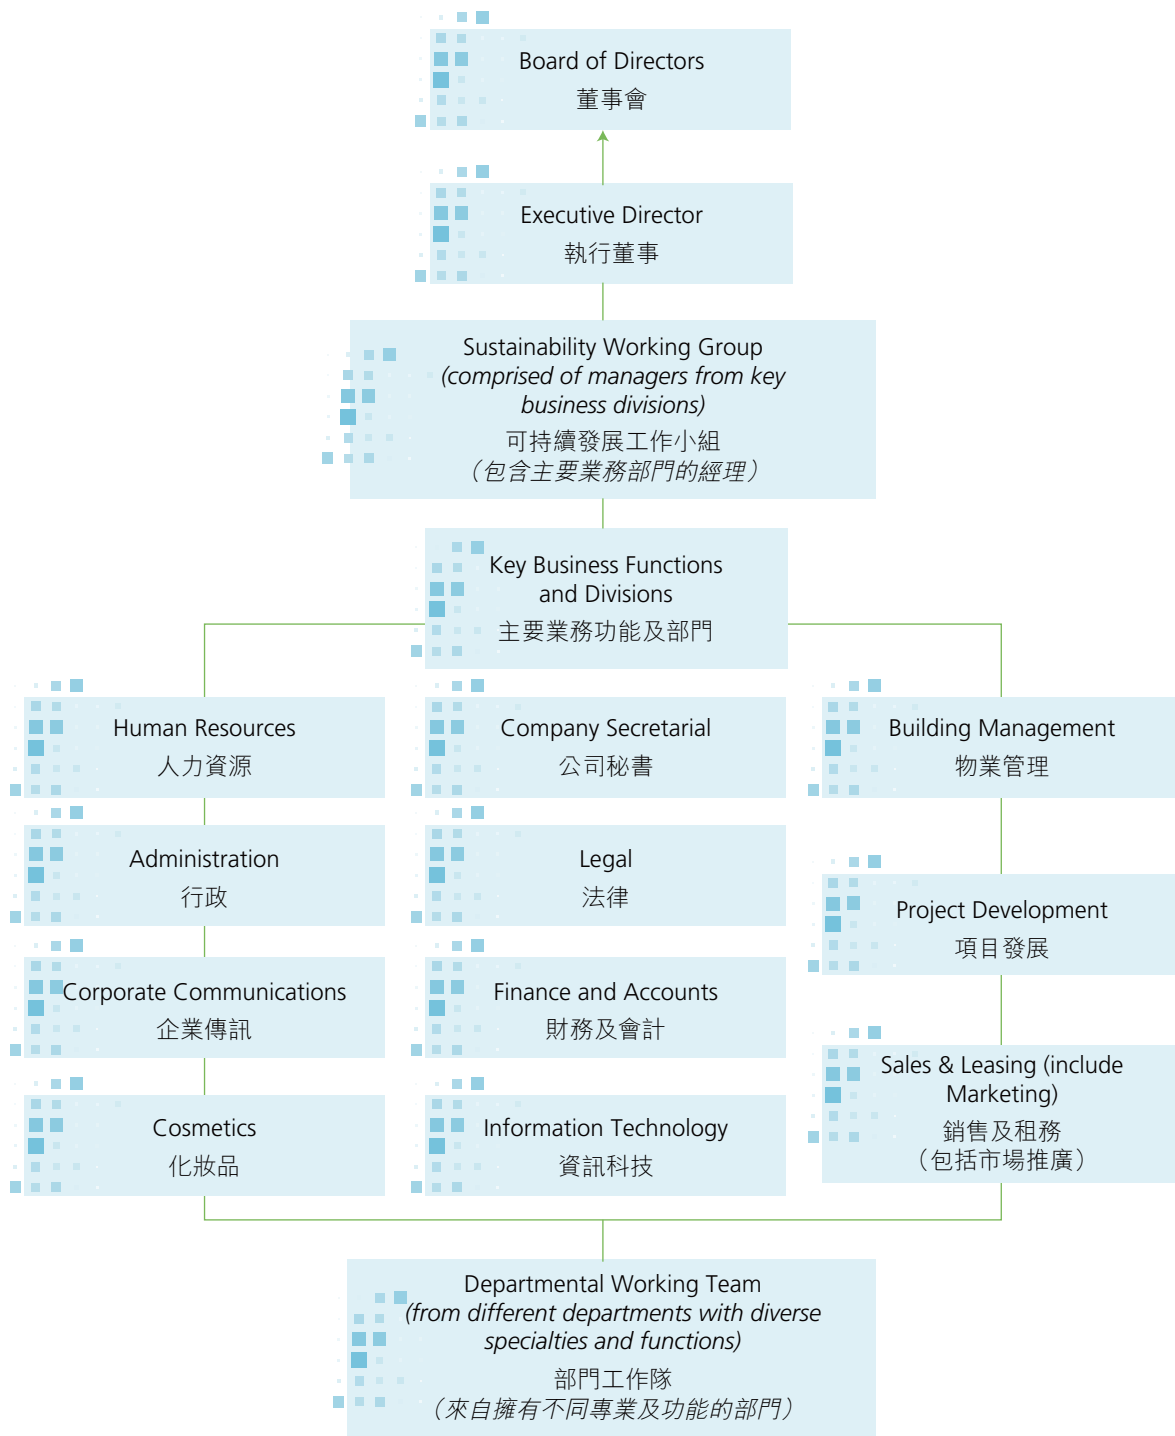 Board of Directors
董事會
Executive Director
執行董事
Sustainability Working Group
(comprised of managers from key
business divisions)
可持續發展工作小組
（包含主要業務部門的經理）
Key Business Functions
and Divisions
主要業務功能及部門
Human Resources
人力資源
Company Secretarial
公司秘書
Building Management
物業管理
Administration
行政
Legal
法律
Project Development
項目發展
Corporate Communications
企業傳訊
Finance and Accounts
財務及會計
Sales & Leasing (include
Marketing)
銷售及租務
（包括市場推廣）
Cosmetics
化妝品
Information Technology
資訊科技
Departmental Working Team
(from different departments with diverse
specialties and functions)
部門工作隊
（來自擁有不同專業及功能的部門）